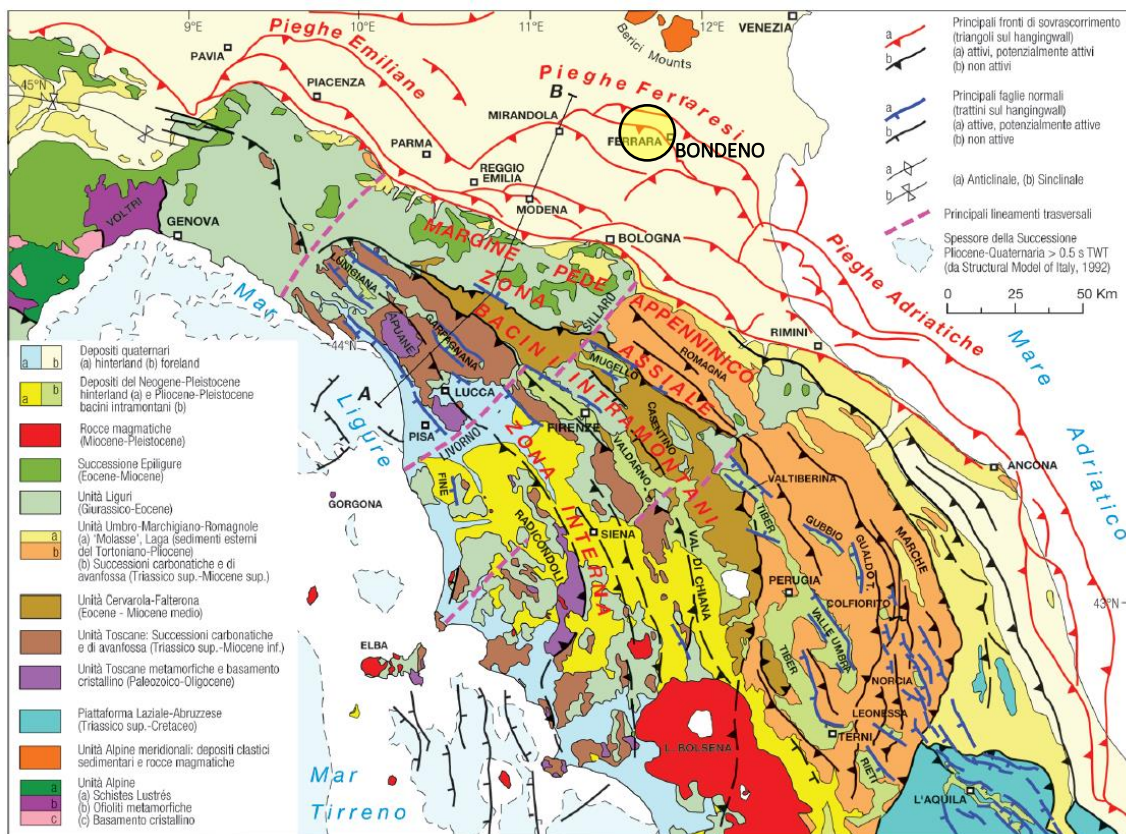 9°E
10°E
11°E
12°E
VENEZIA
Berici Mounts
PAVIA
Pieghe Emiliane
45°N
PIACENZA
Pieghe Ferraresi
B
MIRANDOLA
FERRARA
BONDENO
PARMA
REGGIO
EMILIA
MODENA
VOLTRI
GENOVA
BOLOGNA
MARGINE PEDE APPENNINICO
ZONA ASSIALE
BACINI INTRAMONTANI
ZONA INTERNA
Pieghe Adriatiche
LUNIGIANA
APUANE
GARFAGNANA
SILLARO
RIMINI
ROMAGNA
MUGELLO
Mar Ligure
44°N
LUCCA
A
PISA
LIVORNO
FIRENZE
CASENTINO
VALDARNO
Mare Adriatico
ANCONA
FINE
GORGONA
RADICONDOLI
SIENA
VAL DI CHIANA
VALTIBERINA
TIBER
GUBBIO
GUALDO T.
MARCHE
PERUGIA
COLFIORITO
43°N
VALLE UMBRA
TIBER
ELBA
NORCIA
LEONESSA
TERNI
L. BOLSENA
RIETI
L'AQUILA
Mar
Tirreno
Principali fronti di sovrascorrimento
(triangoli sul hangingwall)
a
b
(a) attivi, potenzialmente attivi
(b) non attivi
Principali faglie normali
(trattini sul hangingwall)
a
b
(a) attive, potenzialmente attive
(b) non attive
a
b
(a) Anticlinale, (b) Sinclinale
Principali lineamenti trasversali
Spessore della Successione
Pliocene-Quaternaria > 0.5 s TWT
(da Structural Model of Italy, 1992)
0 25 50 Km
a b
Depositi quaternari
(a) hinterland (b) foreland
a b
Depositi del Neogene-Pleistocene
hinterland (a) e Pliocene-Pleistocene
bacini intramontani (b)
Rocce magmatiche
(Miocene-Pleistocene)
Successione Epiligure
(Eocene-Miocene)
Unità Liguri
(Giurassico-Eocene)
a
b
Unità Umbro-Marchigiano-Romagnole
(a) 'Molasse', Laga (sedimenti esterni
del Tortoniano-Pliocene)
(b) Successioni carbonatiche e di
avanfossa (Triassico sup.-Miocene sup.)
Unità Cervarola-Falterona
(Eocene - Miocene medio)
Unità Toscane: Successioni carbonatiche
e di avanfossa (Triassico sup.-Miocene inf.)
Unità Toscane metamorfiche e basamento
cristallino (Paleozoico-Oligocene)
Piattaforma Laziale-Abruzzese
(Triassico sup.-Cretaceo)
Unità Alpine meridionali: depositi clastici
sedimentari e rocce magmatiche
a
b
c
Unità Alpine
(a) Schistes Lustrés
(b) Ofioliti metamorfiche
(c) Basamento cristallino